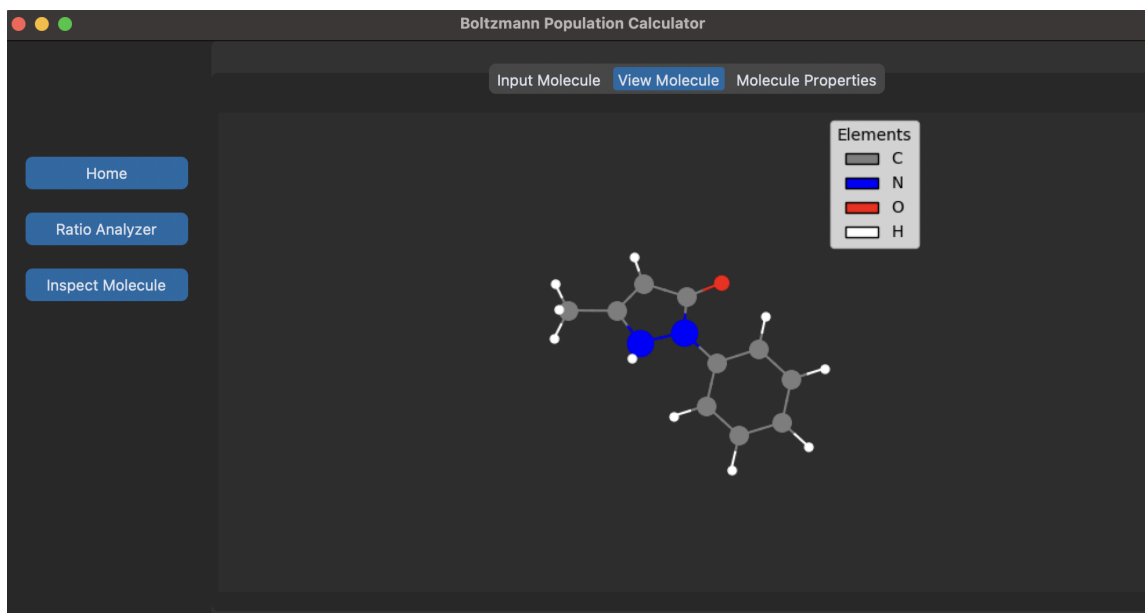 Boltzmann Population Calculator
Input Molecule View Molecule Molecule Properties
Home
Ratio Analyzer
Inspect Molecule
Elements
C
N
O
H